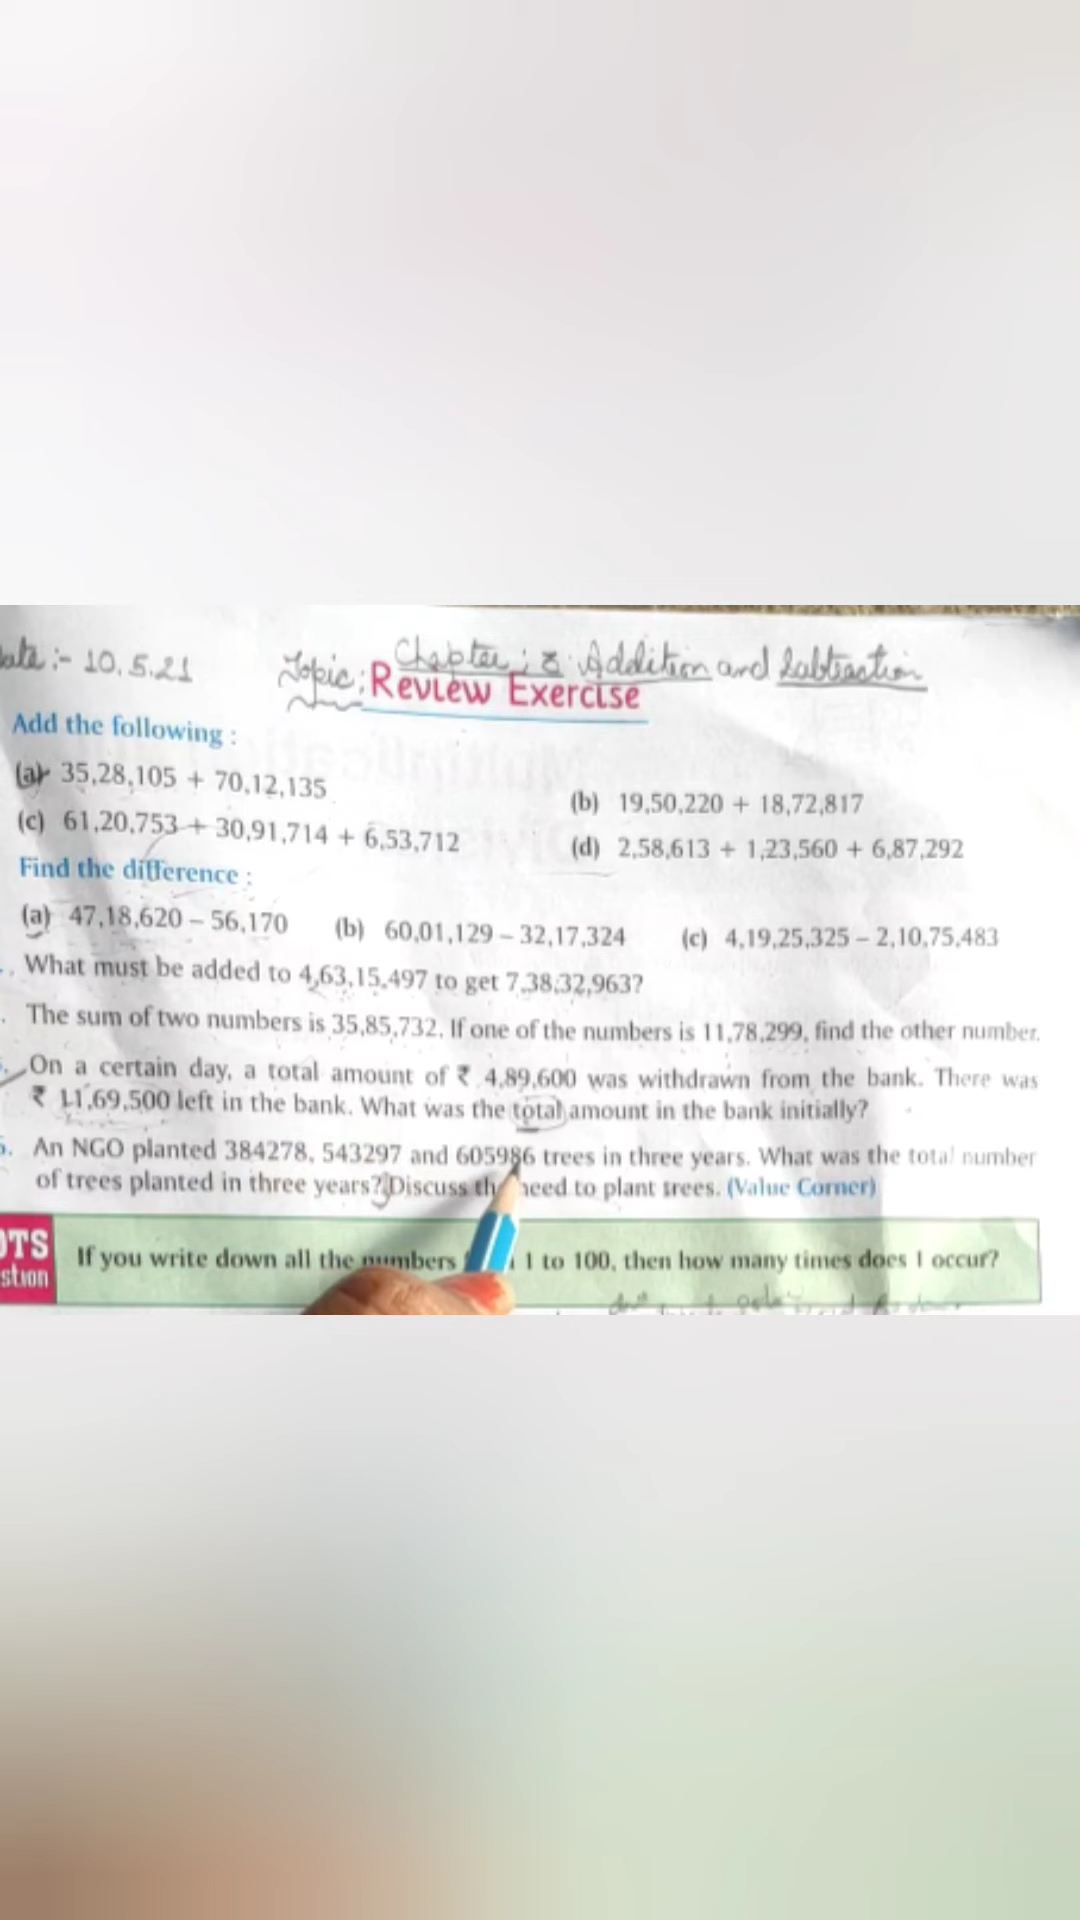 ate :- 10.5.21
Chapter : 3 Addition and Subtraction
Topic: Review Exercise
Add the following :
(a) 35,28,105 + 70,12,135
(b) 19,50,220 + 18,72,817
(c) 61,20,753 + 30,91,714 + 6,53,712
(d) 2,58,613 + 1,23,560 + 6,87,292
Find the difference :
(a) 47,18,620 – 56,170 (b) 60,01,129 – 32,17,324 (c) 4,19,25,325 – 2,10,75,483
What must be added to 4,63,15,497 to get 7,38,32,963?
The sum of two numbers is 35,85,732. If one of the numbers is 11,78,299, find the other number.
On a certain day, a total amount of ₹ 4,89,600 was withdrawn from the bank. There was
₹ 11,69,500 left in the bank. What was the total amount in the bank initially?
An NGO planted 384278, 543297 and 605986 trees in three years. What was the total number
of trees planted in three years? Discuss the need to plant trees. (Value Corner)
OTS
stion
If you write down all the numbers 1 to 100, then how many times does 1 occur?